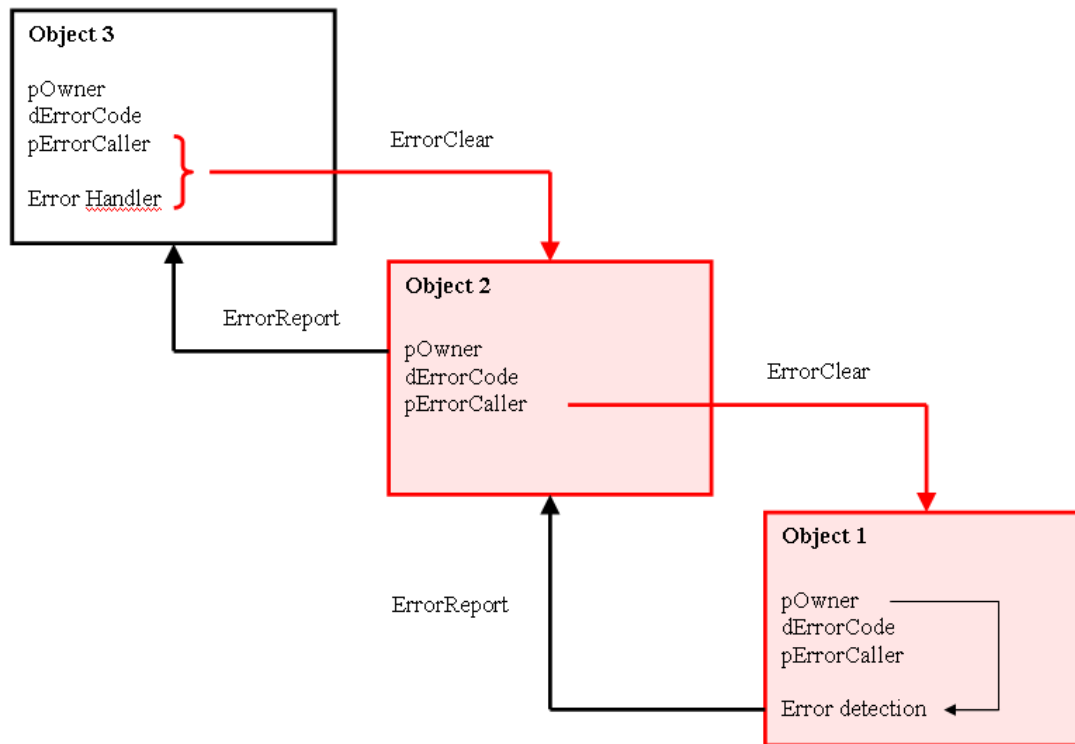 Object 3
pOwner
dErrorCode
pErrorCaller
Error Handler
ErrorClear
ErrorReport
Object 2
pOwner
dErrorCode
pErrorCaller
ErrorClear
ErrorReport
Object 1
pOwner
dErrorCode
pErrorCaller
Error detection